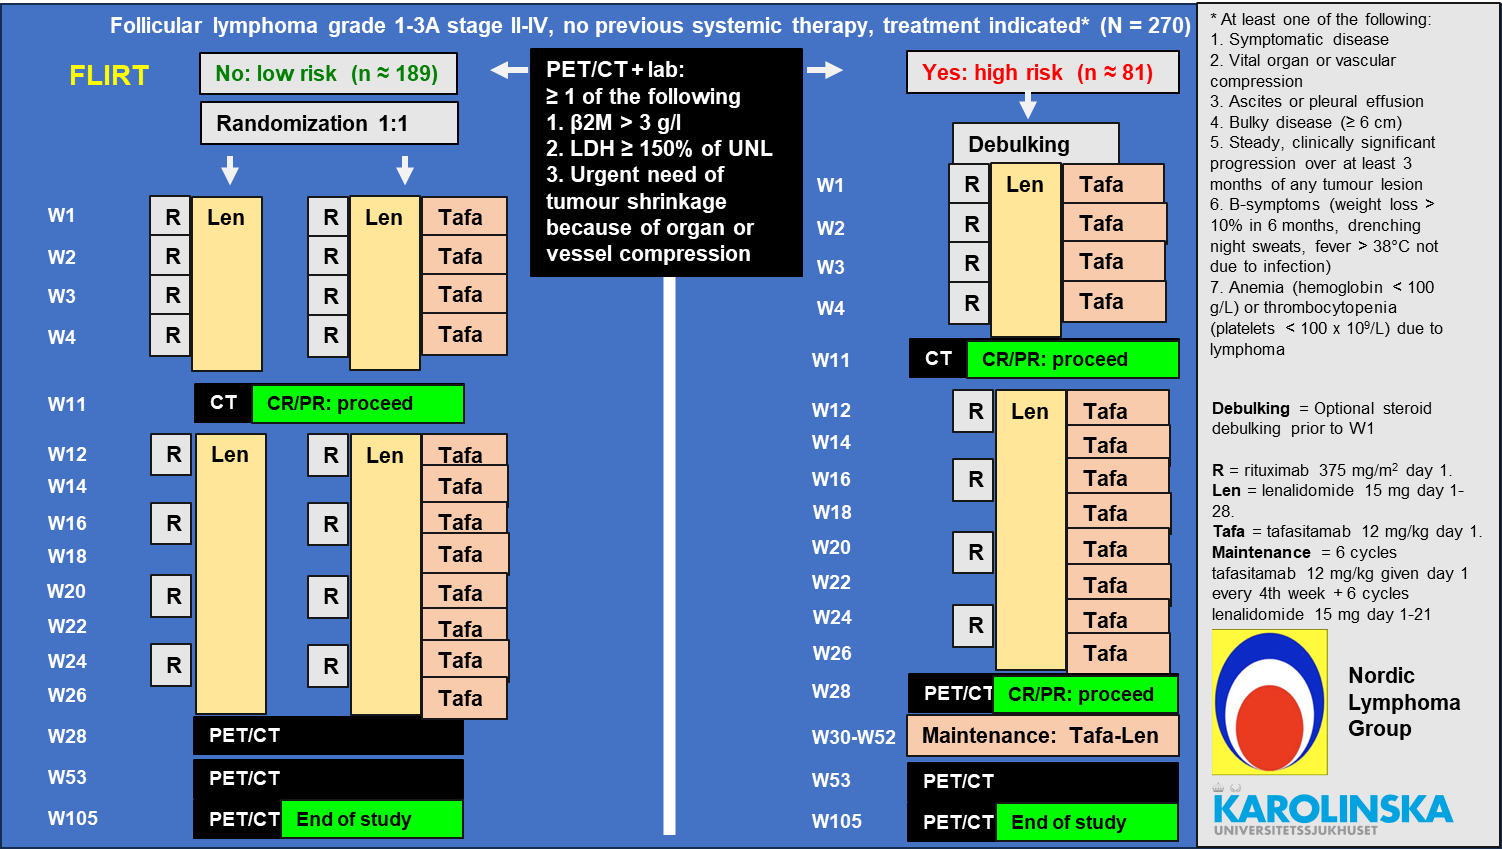 Follicular lymphoma grade 1-3A stage II-IV, no previous systemic therapy, treatment indicated* (N = 270)
FLIRT
No: low risk (n ≈ 189)
Randomization 1:1
PET/CT + lab:
≥ 1 of the following
1. β2M > 3 g/l
2. LDH ≥ 150% of UNL
3. Urgent need of
tumour shrinkage
because of organ or
vessel compression
Yes: high risk (n ≈ 81)
Debulking
W1 R Len R Len Tafa
W2 R R Tafa
W3 R R Tafa
W4 R R Tafa
W11 CT CR/PR: proceed
W12 R Len R Len Tafa
W14 Tafa
W16 R R Tafa
W18 Tafa
W20 R R Tafa
W22 Tafa
W24 R R Tafa
W26 Tafa
W28 PET/CT
W53 PET/CT
W105 PET/CT End of study
W1 R Len Tafa
W2 R Tafa
W3 R Tafa
W4 R Tafa
W11 CT CR/PR: proceed
W12 R Len Tafa
W14 Tafa
W16 R Tafa
W18 Tafa
W20 R Tafa
W22 Tafa
W24 R Tafa
W26 Tafa
W28 PET/CT CR/PR: proceed
W30-W52 Maintenance: Tafa-Len
W53 PET/CT
W105 PET/CT End of study
* At least one of the following:
1. Symptomatic disease
2. Vital organ or vascular
compression
3. Ascites or pleural effusion
4. Bulky disease (≥ 6 cm)
5. Steady, clinically significant
progression over at least 3
months of any tumour lesion
6. B-symptoms (weight loss >
10% in 6 months, drenching
night sweats, fever > 38°C not
due to infection)
7. Anemia (hemoglobin < 100
g/L) or thrombocytopenia
(platelets < 100 x 10⁹/L) due to
lymphoma
Debulking = Optional steroid
debulking prior to W1
R = rituximab 375 mg/m² day 1.
Len = lenalidomide 15 mg day 1-
28.
Tafa = tafasitamab 12 mg/kg day 1.
Maintenance = 6 cycles
tafasitamab 12 mg/kg given day 1
every 4th week + 6 cycles
lenalidomide 15 mg day 1-21
Nordic
Lymphoma
Group
KAROLINSKA
UNIVERSITETSSJUKHUSET